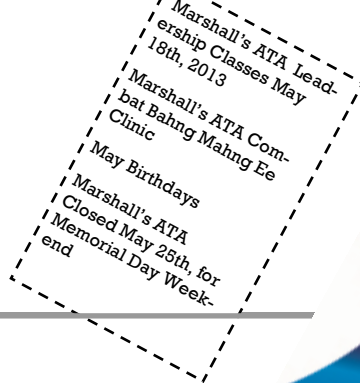 Marshall's ATA Lead-
ership Classes May
18th, 2013
Marshall's ATA Com-
bat Bahng Mahng Ee
Clinic
May Birthdays
Marshall's ATA
Closed May 25th, for
Memorial Day Week-
end